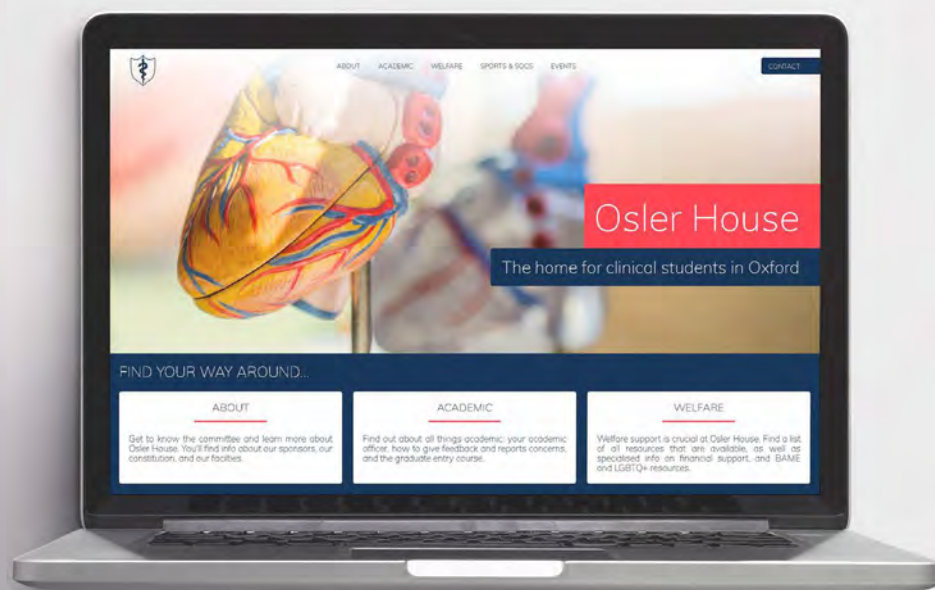 ABOUT ACADEMIC WELFARE SPORTS & SOCS EVENTS CONTACT
Osler House
The home for clinical students in Oxford
FIND YOUR WAY AROUND...
ABOUT
Get to know the committee and learn more about
Osler House. You'll find info about our sponsors, our
constitution, and our facilties.
ACADEMIC
Find out about all things academic: your academic
officer, how to give feedback and reports concerns,
and the graduate entry course.
WELFARE
Welfare support is crucial at Osler House. Find a list
of all resources that are available, as well as
specialised info on financial support, and BAME
and LGBTQ+ resources.